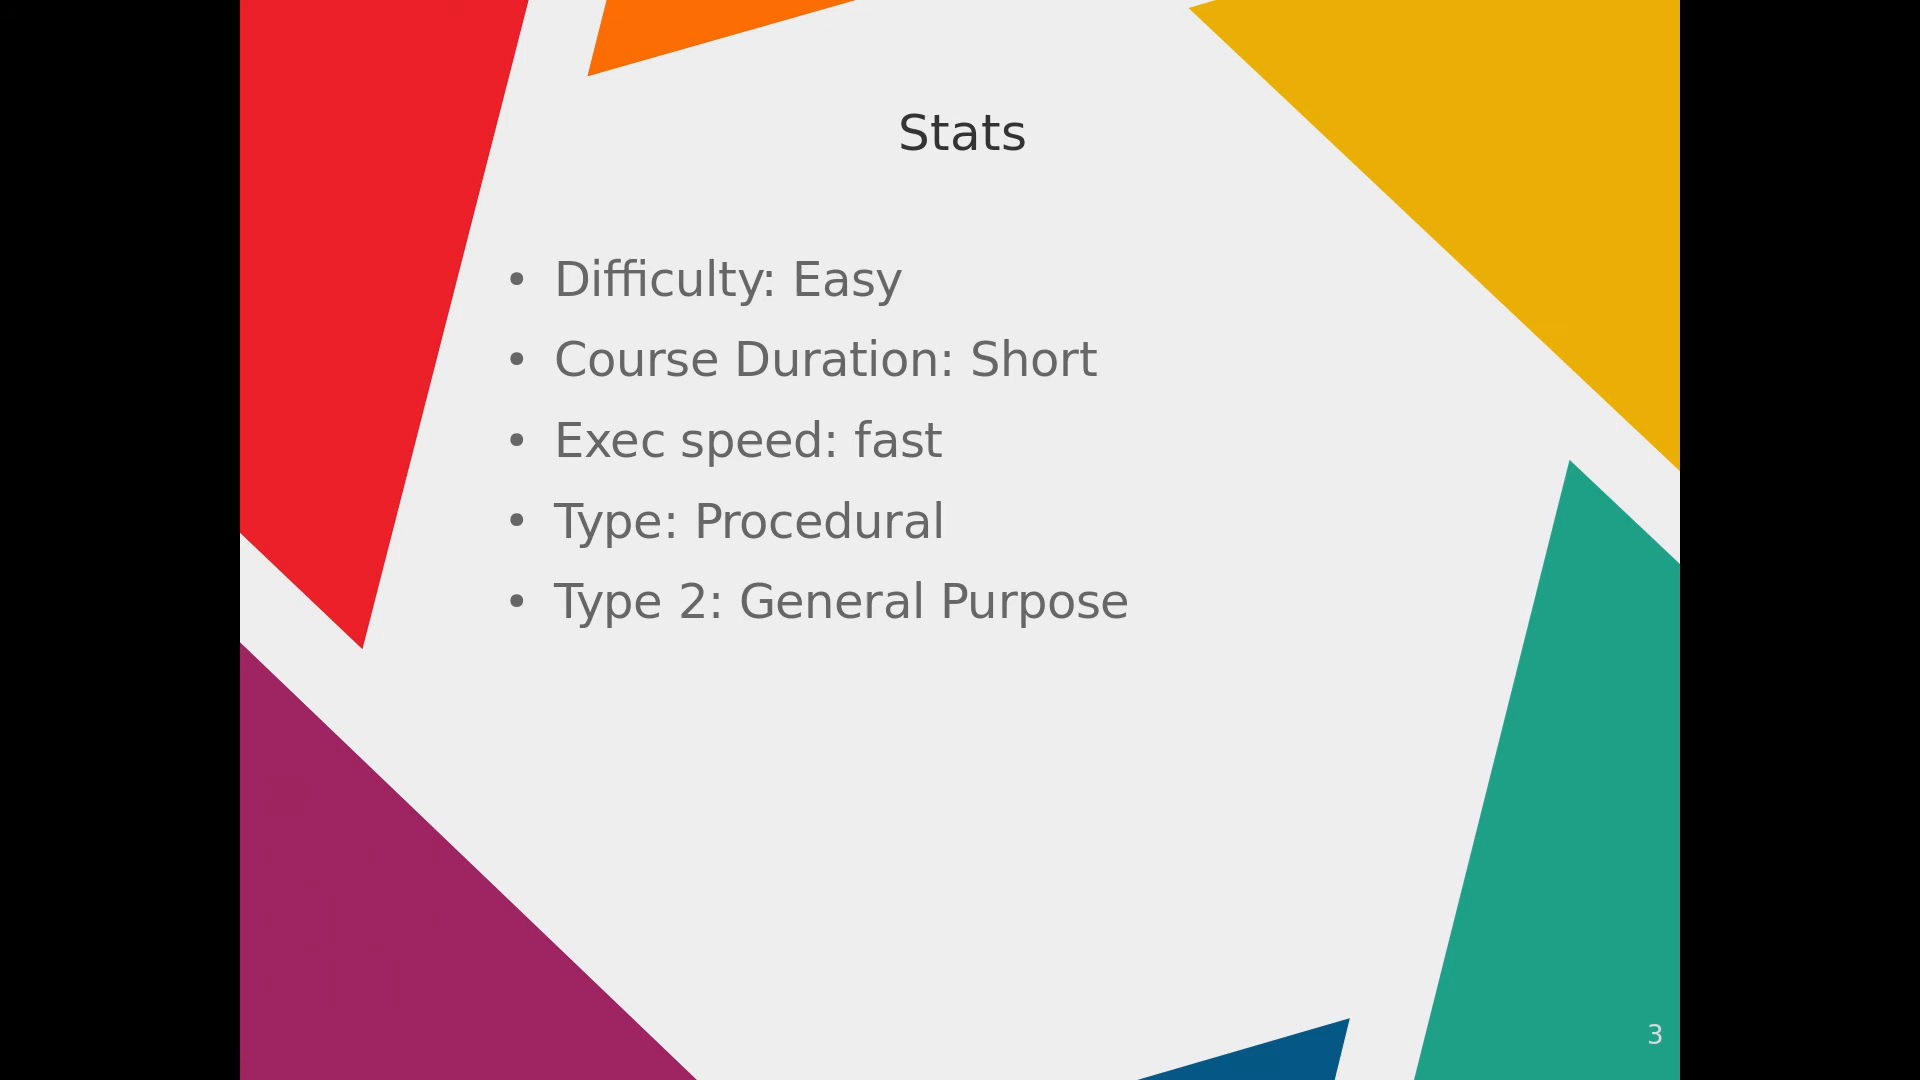 Stats
• Difficulty: Easy
• Course Duration: Short
• Exec speed: fast
• Type: Procedural
• Type 2: General Purpose
3